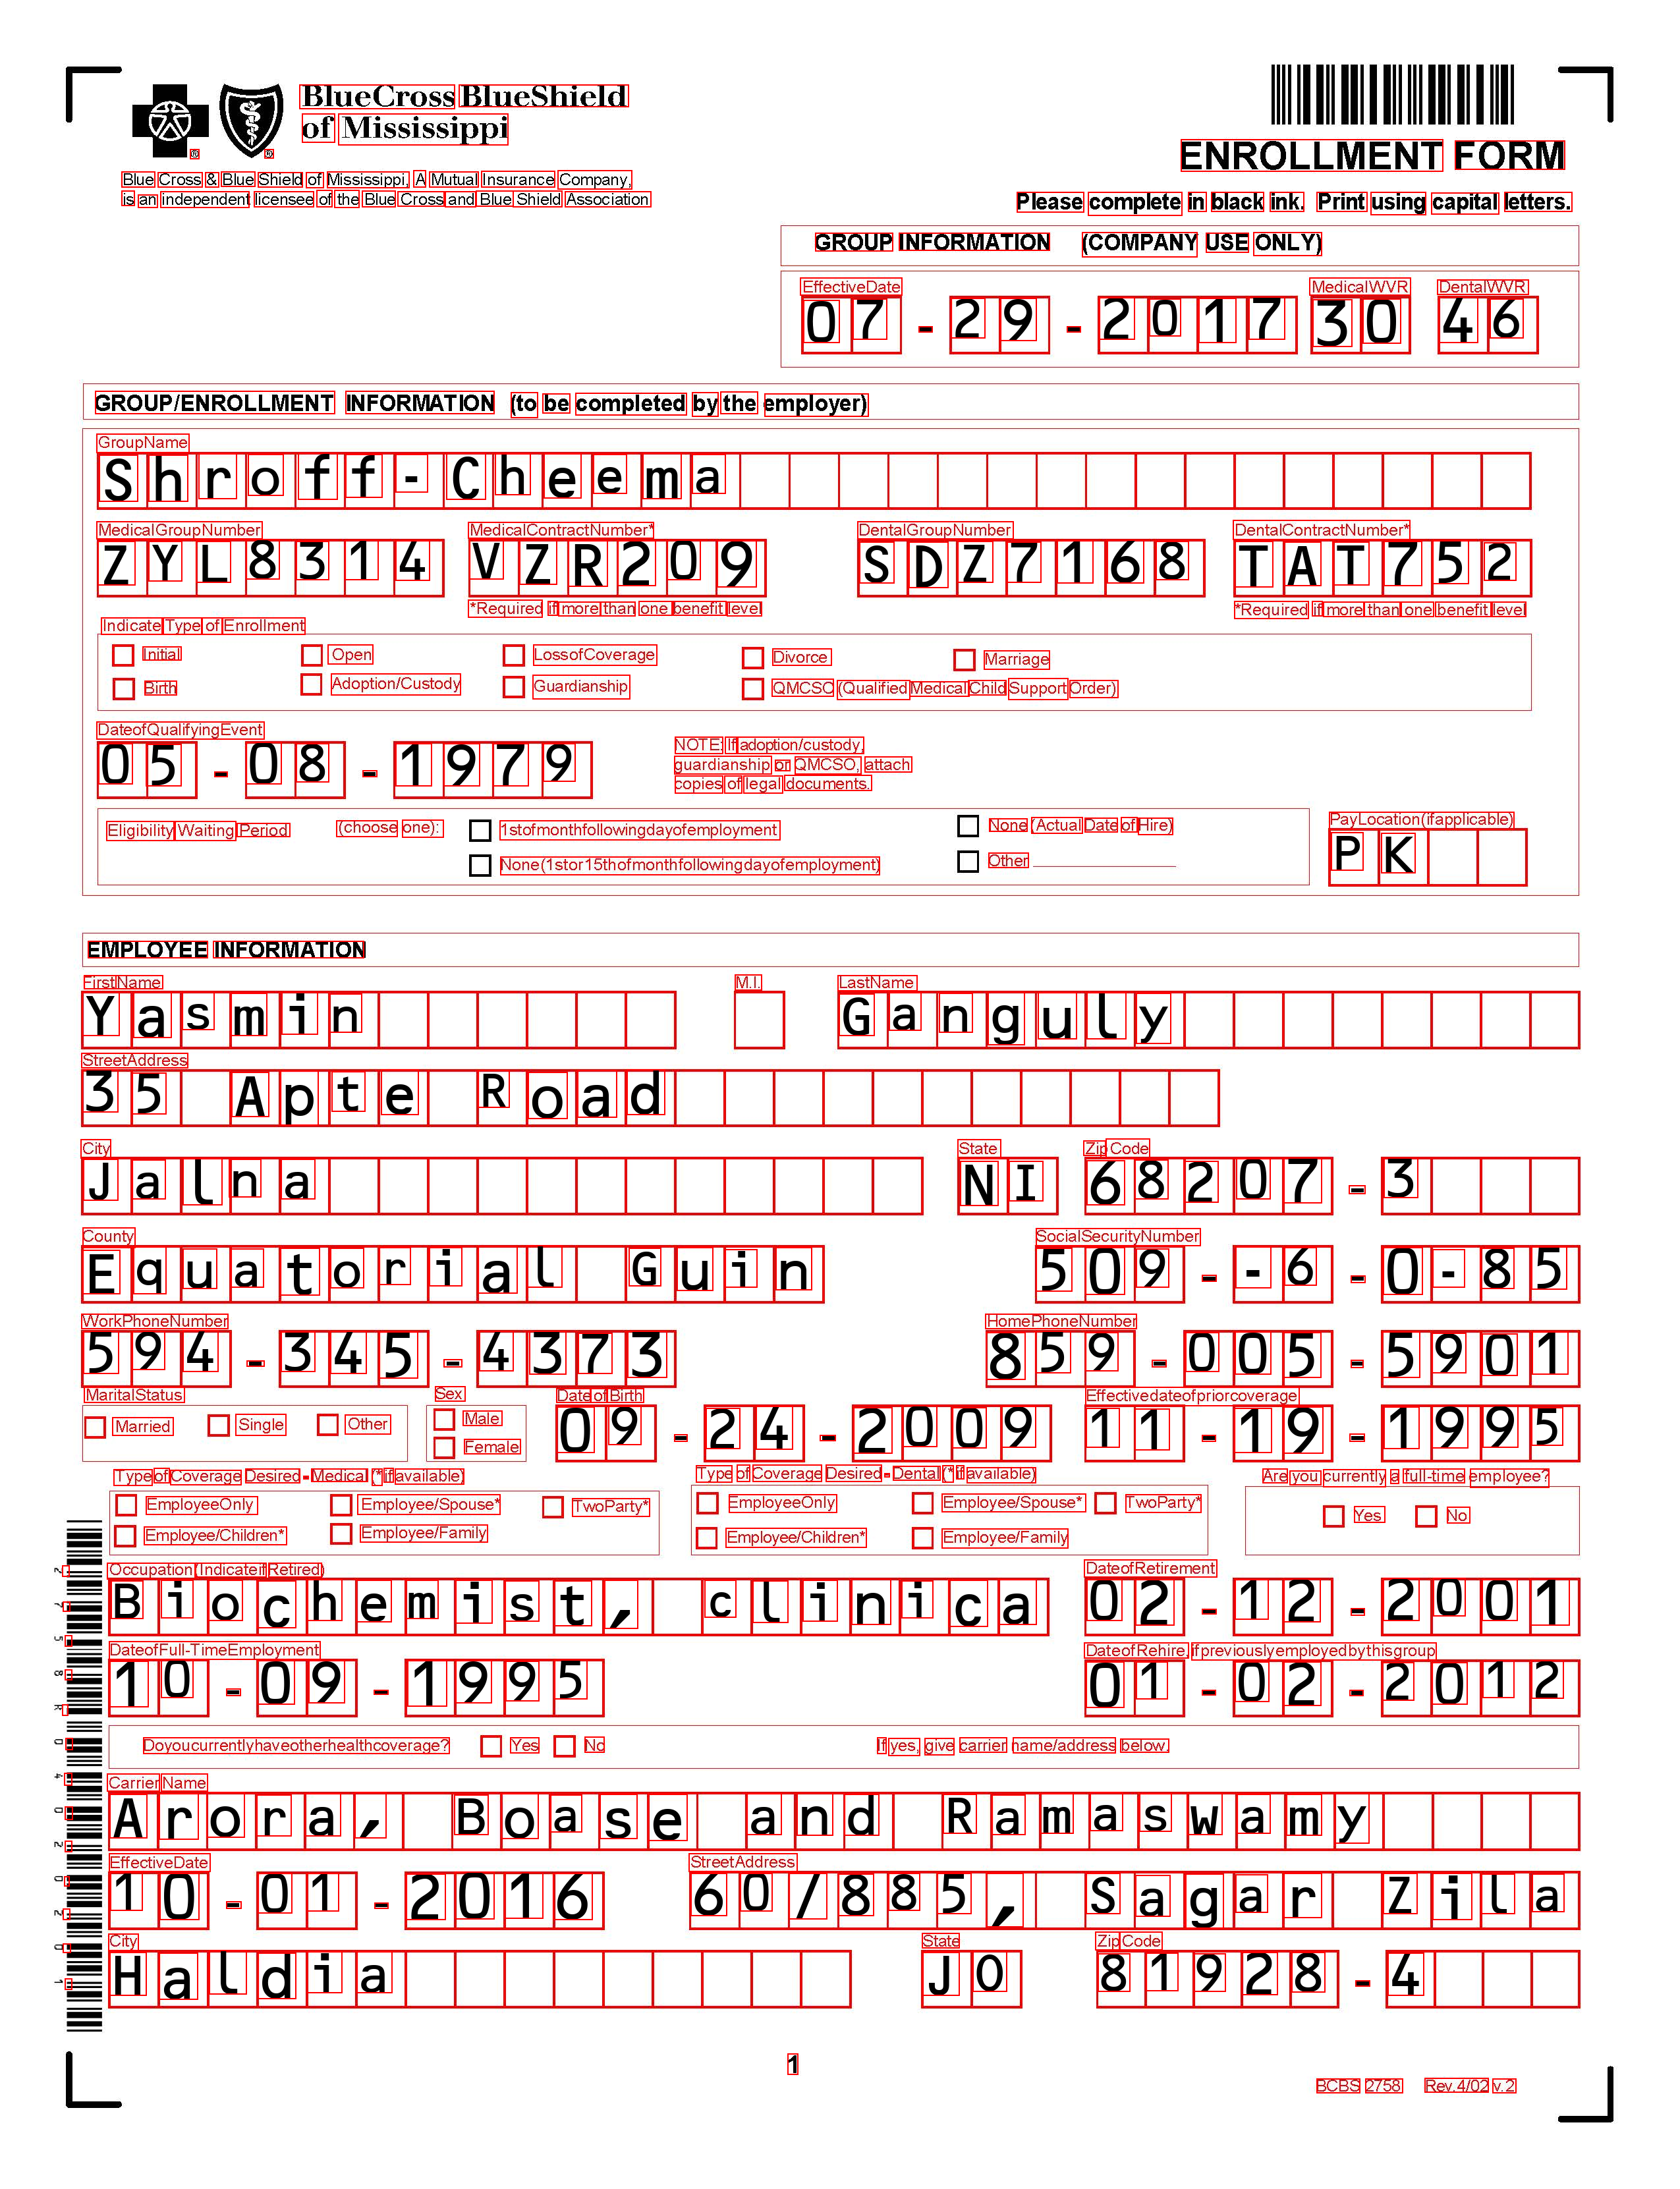 BlueCross BlueShield
of Mississippi
® ®
Blue Cross & Blue Shield of Mississippi, A Mutual Insurance Company,
is an independent licensee of the Blue Cross and Blue Shield Association
ENROLLMENT FORM
Please complete in black ink. Print using capital letters.
GROUP INFORMATION (COMPANY USE ONLY)
EffectiveDate MedicalWVR DentalWVR
07-29-2017 30 46
GROUP/ENROLLMENT INFORMATION (to be completed by the employer)
GroupName
Shroff-Cheema
MedicalGroupNumber MedicalContractNumber* DentalGroupNumber DentalContractNumber*
ZYL8314 VZR209 SDZ7168 TAT752
*Required if more than one benefit level *Required if more than one benefit level
Indicate Type of Enrollment
Initial Open LossofCoverage Divorce Marriage
Birth Adoption/Custody Guardianship QMCSO (Qualified Medical Child Support Order)
DateofQualifyingEvent
05-08-1979
NOTE: If adoption/custody,
guardianship or QMCSO, attach
copies of legal documents.
Eligibility Waiting Period (choose one): 1stofmonthfollowingdayofemployment None (Actual Date of Hire) PayLocation(ifapplicable)
None(1stor15thofmonthfollowingdayofemployment) Other PK
EMPLOYEE INFORMATION
FirstName M.I. LastName
Yasmin Ganguly
StreetAddress
35 Apte Road
City State Zip Code
Jalna NI 68207-3
County SocialSecurityNumber
Equatorial Guin 509--6-0-85
WorkPhoneNumber HomePhoneNumber
594-345-4373 859-005-5901
MaritalStatus Sex Date of Birth Effectivedateofpriorcoverage
Married Single Other Male 09-24-2009 11-19-1995
Female
Type of Coverage Desired - Medical (* if available) Type of Coverage Desired - Dental (* if available) Are you currently a full-time employee?
EmployeeOnly Employee/Spouse* TwoParty* EmployeeOnly Employee/Spouse* TwoParty* Yes No
Employee/Children* Employee/Family Employee/Children* Employee/Family
Occupation (Indicate if Retired) DateofRetirement
Biochemist, clinica 02-12-2001
DateofFull-TimeEmployment DateofRehire, ifpreviouslyemployedbythisgroup
10-09-1995 01-02-2012
Doyoucurrentlyhaveotherhealthcoverage? Yes No If yes, give carrier name/address below.
Carrier Name
Arora, Boase and Ramaswamy
EffectiveDate StreetAddress
10-01-2016 60/885, Sagar Zila
City State Zip Code
Haldia JO 81928-4
1
BCBS 2758 Rev.4/02 v.2